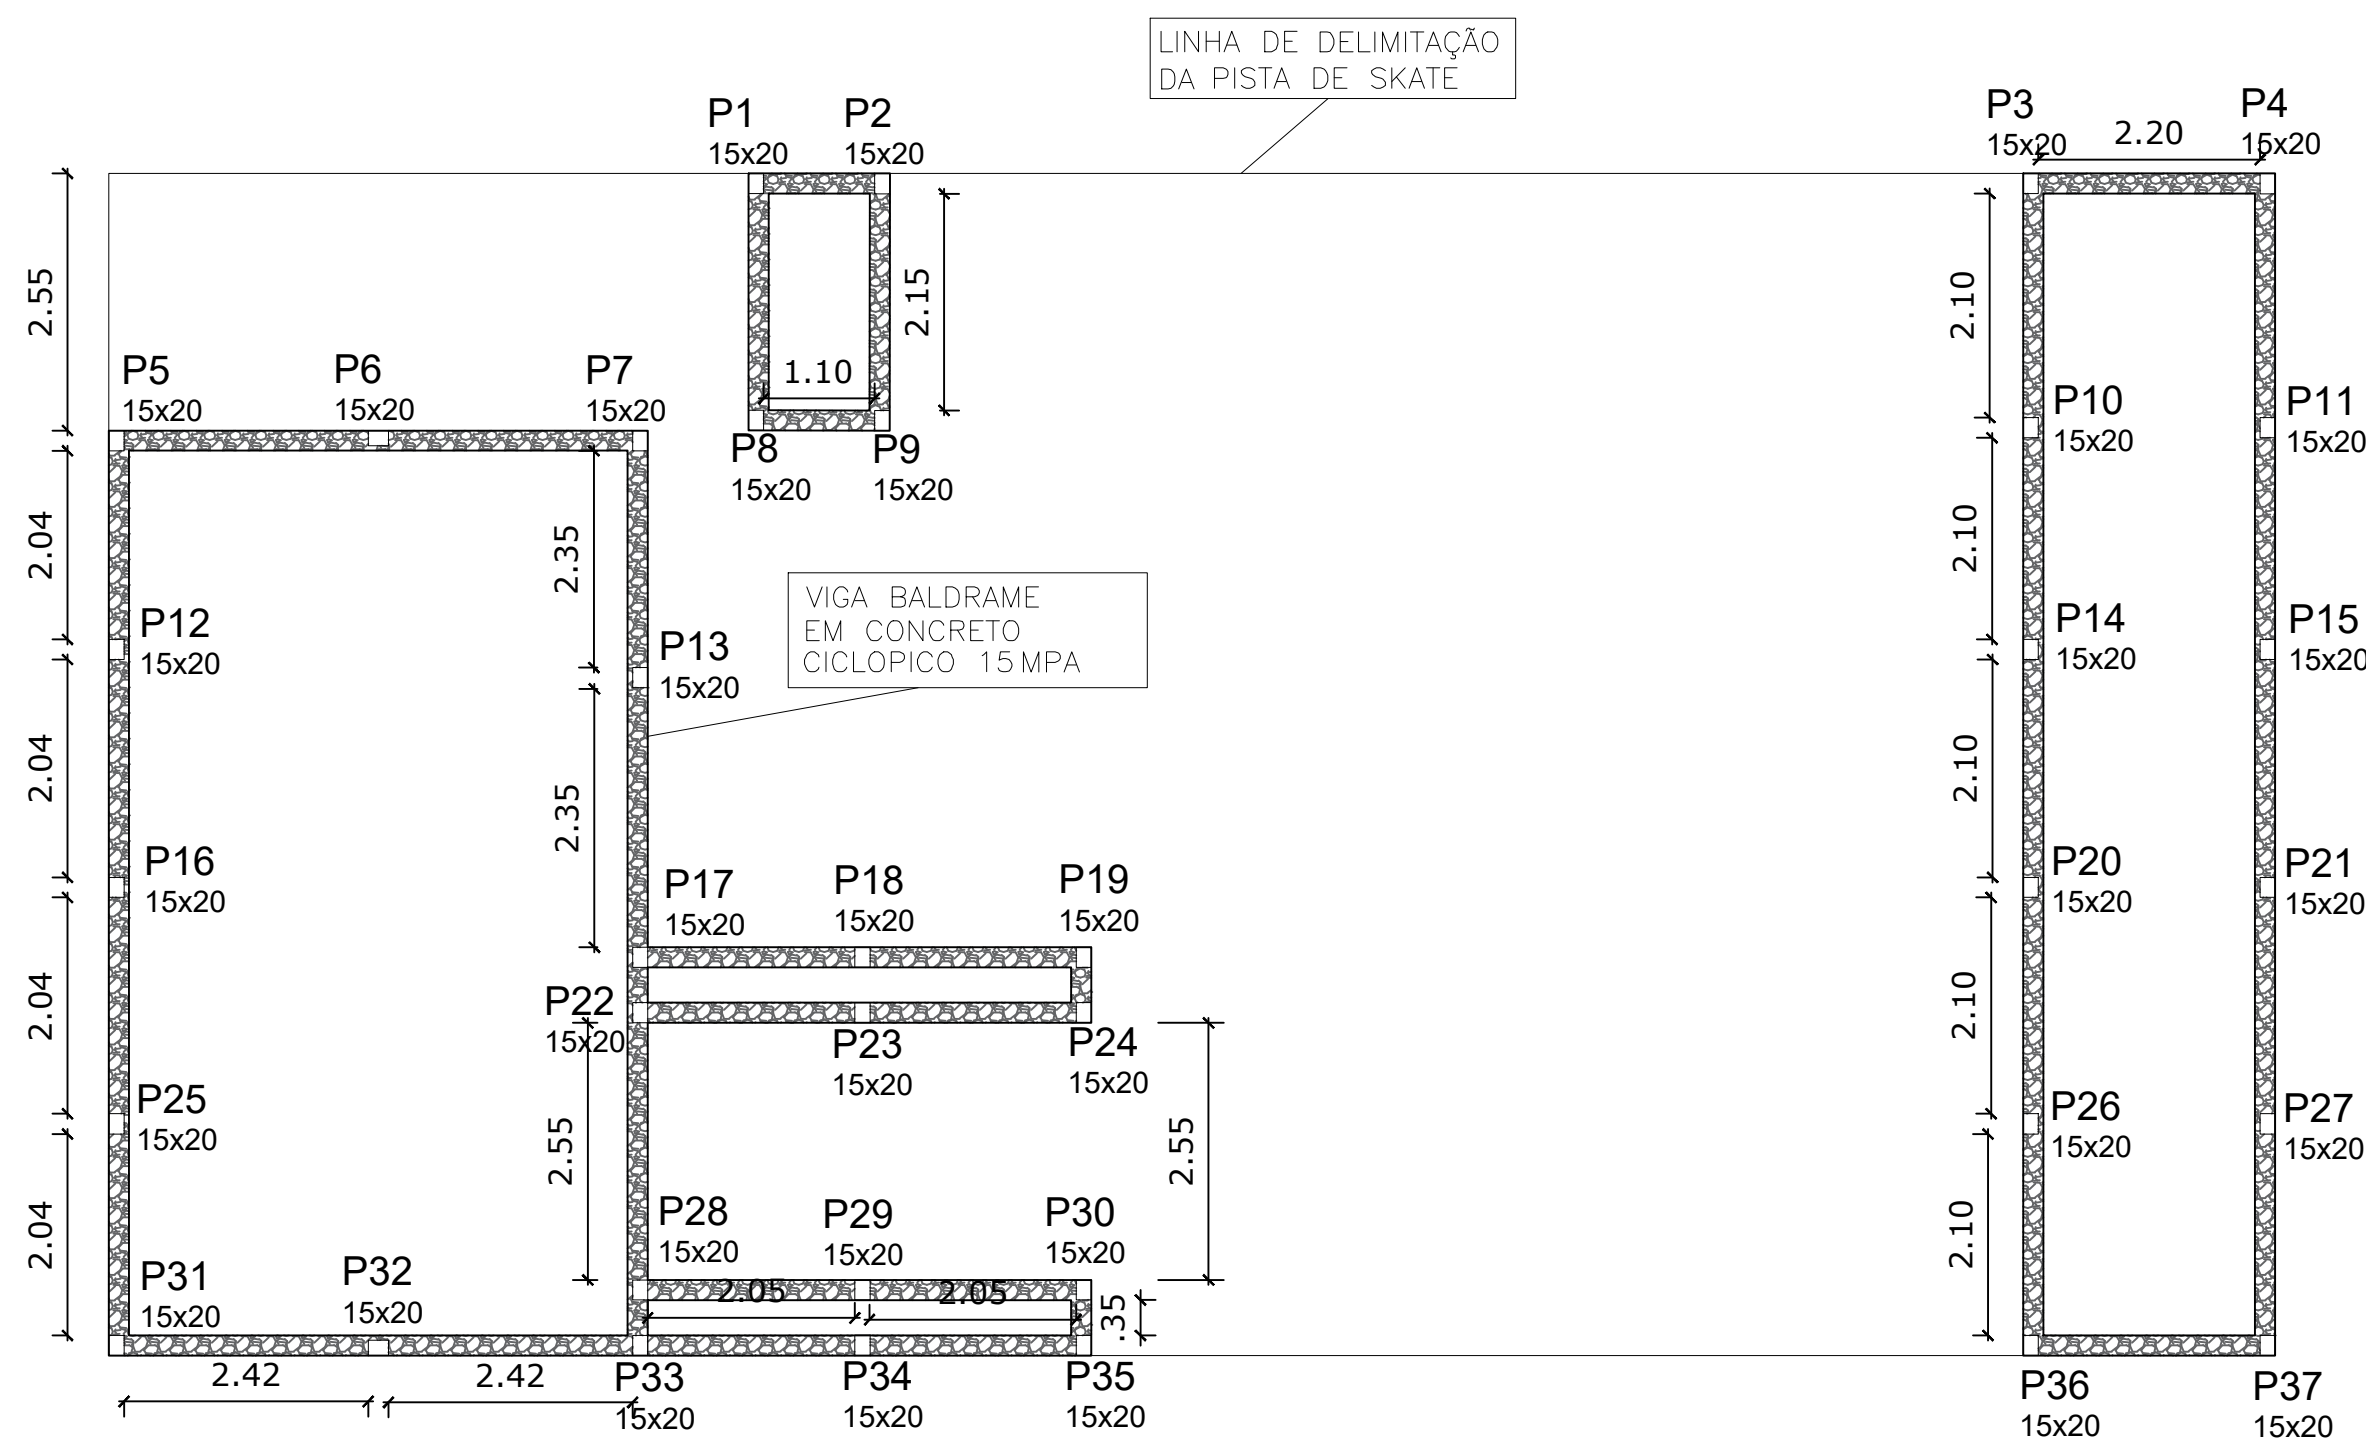 LINHA DE DELIMITAÇÃO
DA PISTA DE SKATE
P1
15x20
P2
15x20
P3
15x20
2.20
P4
15x20
2.55
2.15
1.10
2.10
P5
15x20
P6
15x20
P7
15x20
P8
15x20
P9
15x20
P10
15x20
P11
15x20
2.04
2.35
2.10
VIGA BALDRAME
EM CONCRETO
CICLOPICO 15 MPA
P12
15x20
P13
15x20
P14
15x20
P15
15x20
2.04
2.35
2.10
P16
15x20
P17
15x20
P18
15x20
P19
15x20
P20
15x20
P21
15x20
2.04
P22
15x20
P23
15x20
P24
15x20
2.10
P25
15x20
2.55
2.55
P26
15x20
P27
15x20
2.04
P28
15x20
P29
15x20
P30
15x20
2.10
P31
15x20
P32
15x20
2.05
2.05
.35
2.42
2.42
P33
15x20
P34
15x20
P35
15x20
P36
15x20
P37
15x20